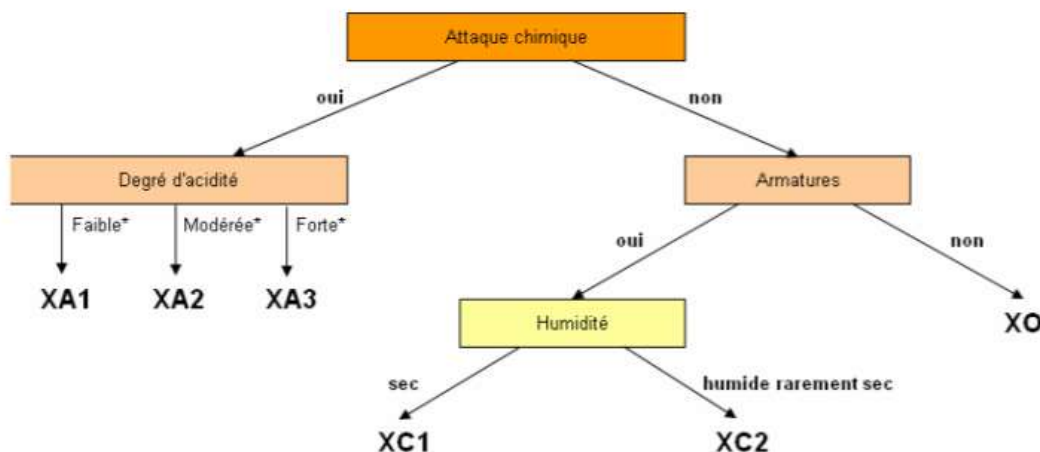 Attaque chimique
oui
non
Degré d'acidité
Armatures
Faible*
Modérée*
Forte*
oui
non
XA1
XA2
XA3
Humidité
XO
sec
humide rarement sec
XC1
XC2